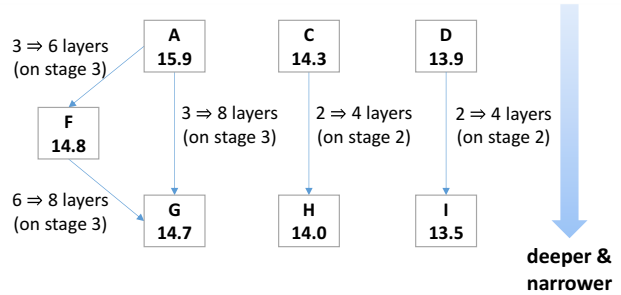 3 ⇒ 6 layers
(on stage 3)
A
15.9
C
14.3
D
13.9
F
14.8
3 ⇒ 8 layers
(on stage 3)
2 ⇒ 4 layers
(on stage 2)
2 ⇒ 4 layers
(on stage 2)
6 ⇒ 8 layers
(on stage 3)
G
14.7
H
14.0
I
13.5
deeper &
narrower